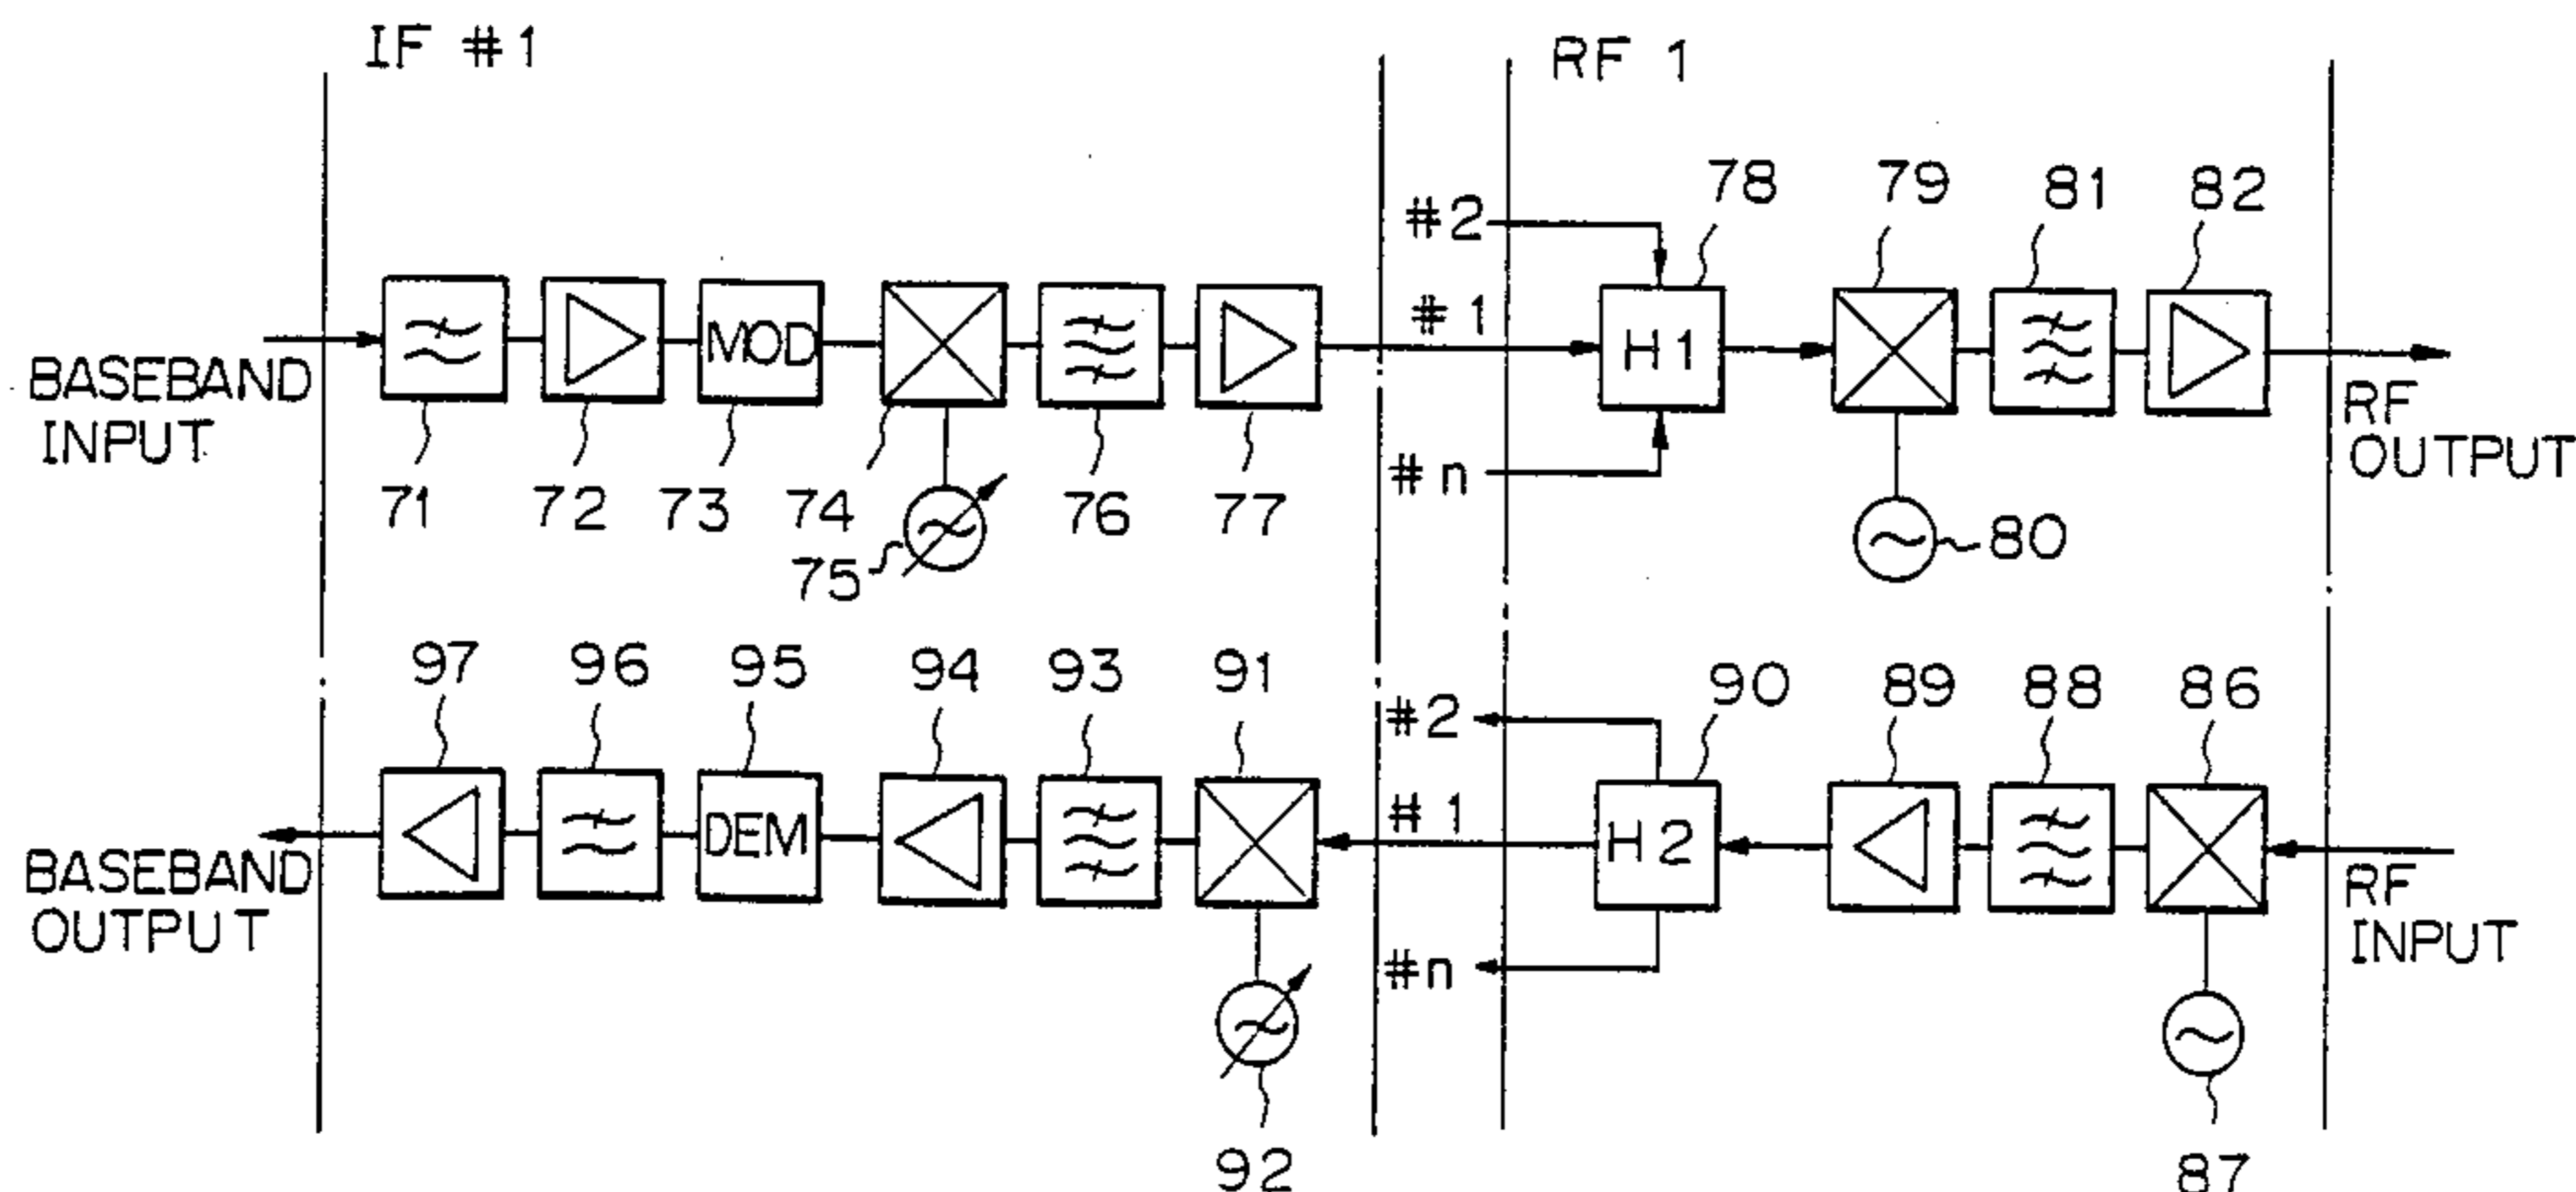 IF #1
RF 1
78
79
81
82
#2
#1
#n
BASEBAND
INPUT
MOD
H1
RF
OUTPUT
71
72
73
74
75
76
77
80
97
96
95
94
93
91
90
89
88
86
#2
#1
#n
DEM
H2
BASEBAND
OUTPUT
RF
INPUT
92
87